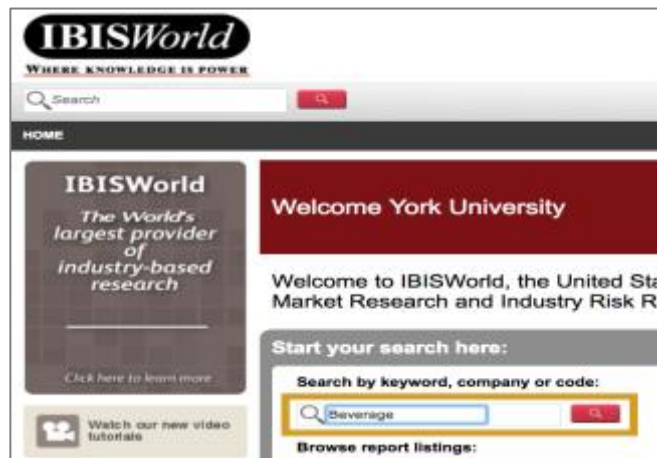 IBISWorld
WHERE KNOWLEDGE IS POWER
Search
HOME
IBISWorld
The World's
largest provider
of
industry-based
research
Click here to learn more
Watch our new video
tutorials
Welcome York University
Welcome to IBISWorld, the United Sta
Market Research and Industry Risk R
Start your search here:
Search by keyword, company or code:
Beverage
Browse report listings: